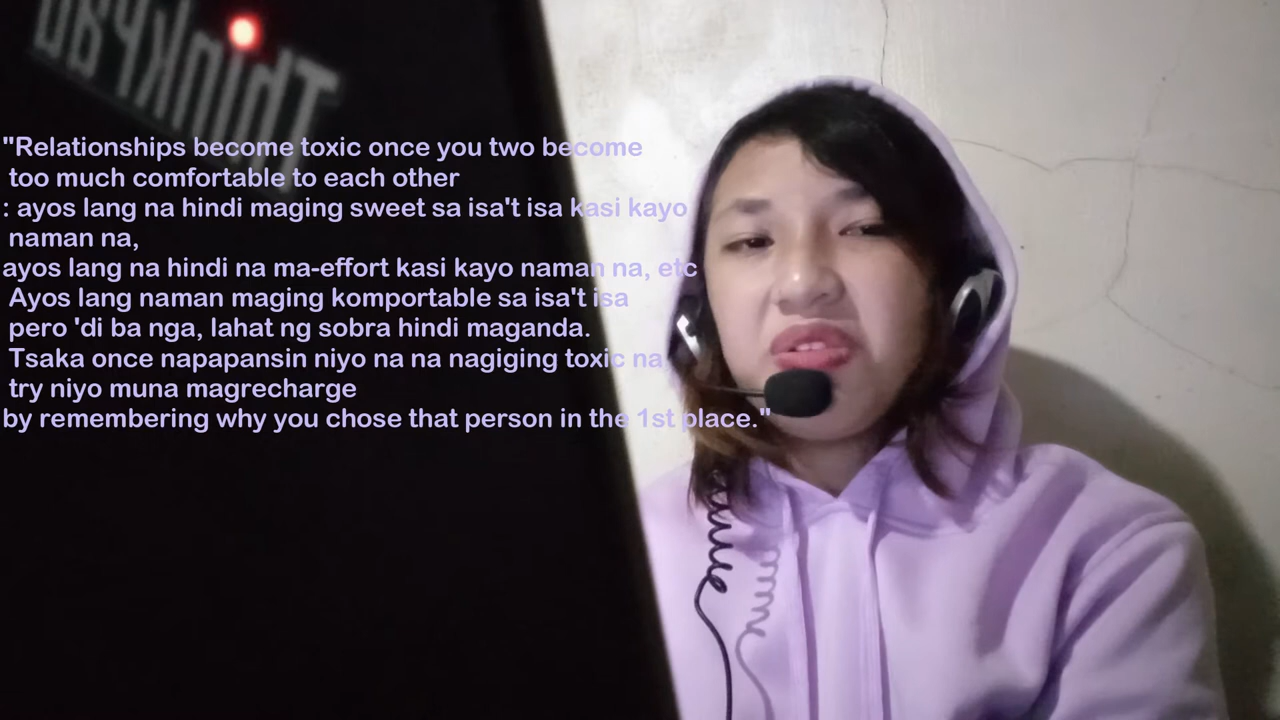 ThinkPad
"Relationships become toxic once you two become
too much comfortable to each other
: ayos lang na hindi maging sweet sa isa't isa kasi kayo
naman na,
ayos lang na hindi na ma-effort kasi kayo naman na, etc
Ayos lang naman maging komportable sa isa't isa
pero 'di ba nga, lahat ng sobra hindi maganda.
Tsaka once napapansin niyo na na nagiging toxic na,
try niyo muna magrecharge
by remembering why you chose that person in the 1st place."